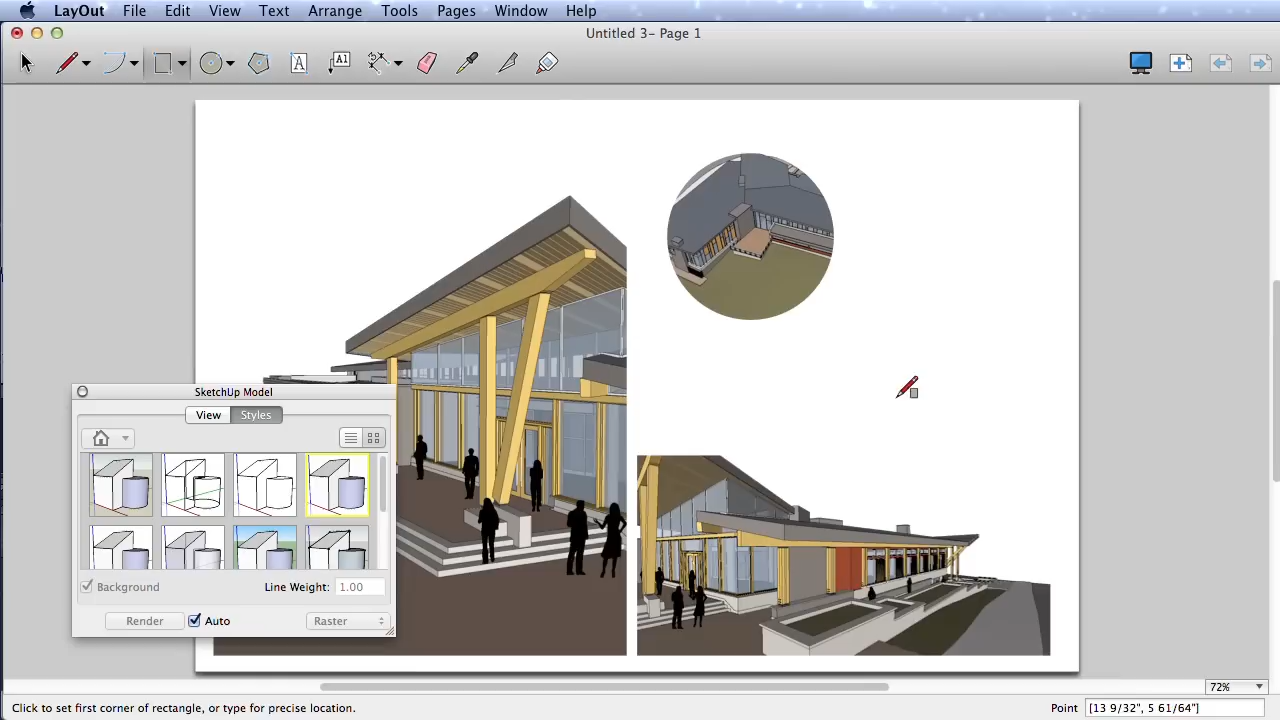 LayOut File Edit View Text Arrange Tools Pages Window Help
Untitled 3- Page 1
A A1
SketchUp Model
View Styles
Background Line Weight: 1.00
Render Auto Raster
72%
Click to set first corner of rectangle, or type for precise location. Point [13 9/32", 5 61/64"]